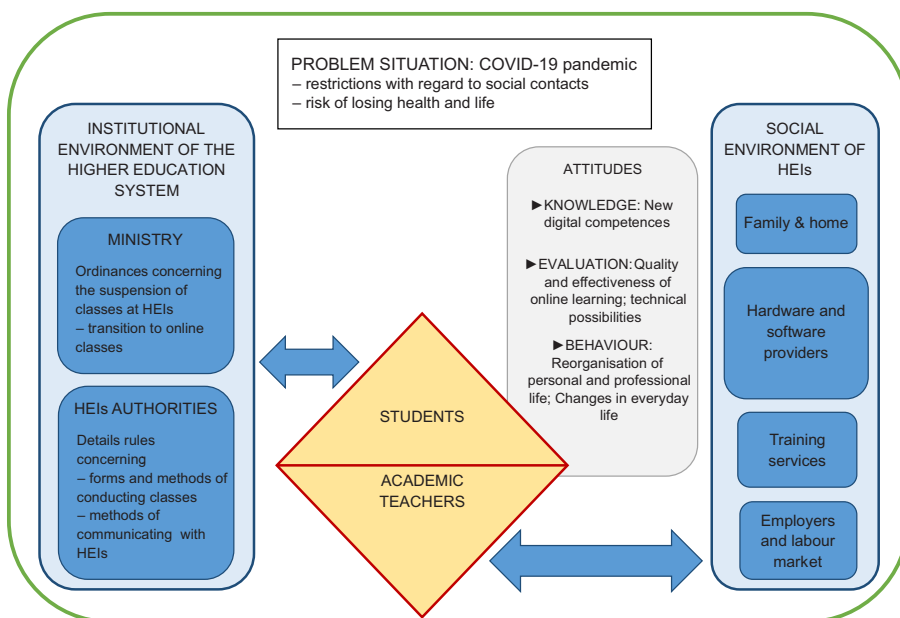 PROBLEM SITUATION: COVID-19 pandemic
– restrictions with regard to social contacts
– risk of losing health and life
INSTITUTIONAL
ENVIRONMENT OF THE
HIGHER EDUCATION
SYSTEM
MINISTRY
Ordinances concerning
the suspension of
classes at HEIs
– transition to online
classes
HEIs AUTHORITIES
Details rules
concerning
– forms and methods of
conducting classes
– methods of
communicating with
HEIs
STUDENTS
ACADEMIC
TEACHERS
ATTITUDES
►KNOWLEDGE: New
digital competences
►EVALUATION: Quality
and effectiveness of
online learning; technical
possibilities
►BEHAVIOUR:
Reorganisation of
personal and professional
life; Changes in everyday
life
SOCIAL
ENVIRONMENT OF
HEIs
Family & home
Hardware and
software
providers
Training
services
Employers
and labour
market